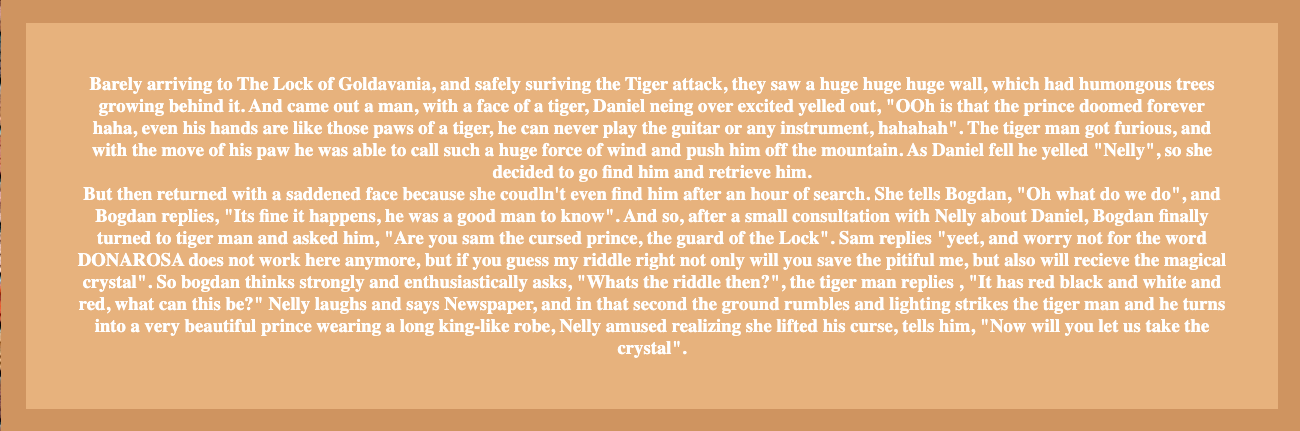 Barely arriving to The Lock of Goldavania, and safely suriving the Tiger attack, they saw a huge huge huge wall, which had humongous trees
growing behind it. And came out a man, with a face of a tiger, Daniel neing over excited yelled out, "OOh is that the prince doomed forever
haha, even his hands are like those paws of a tiger, he can never play the guitar or any instrument, hahahah". The tiger man got furious, and
with the move of his paw he was able to call such a huge force of wind and push him off the mountain. As Daniel fell he yelled "Nelly", so she
decided to go find him and retrieve him.
But then returned with a saddened face because she coudln't even find him after an hour of search. She tells Bogdan, "Oh what do we do", and
Bogdan replies, "Its fine it happens, he was a good man to know". And so, after a small consultation with Nelly about Daniel, Bogdan finally
turned to tiger man and asked him, "Are you sam the cursed prince, the guard of the Lock". Sam replies "yeet, and worry not for the word
DONAROSA does not work here anymore, but if you guess my riddle right not only will you save the pitiful me, but also will recieve the magical
crystal". So bogdan thinks strongly and enthusiastically asks, "Whats the riddle then?", the tiger man replies , "It has red black and white and
red, what can this be?" Nelly laughs and says Newspaper, and in that second the ground rumbles and lighting strikes the tiger man and he turns
into a very beautiful prince wearing a long king-like robe, Nelly amused realizing she lifted his curse, tells him, "Now will you let us take the
crystal".